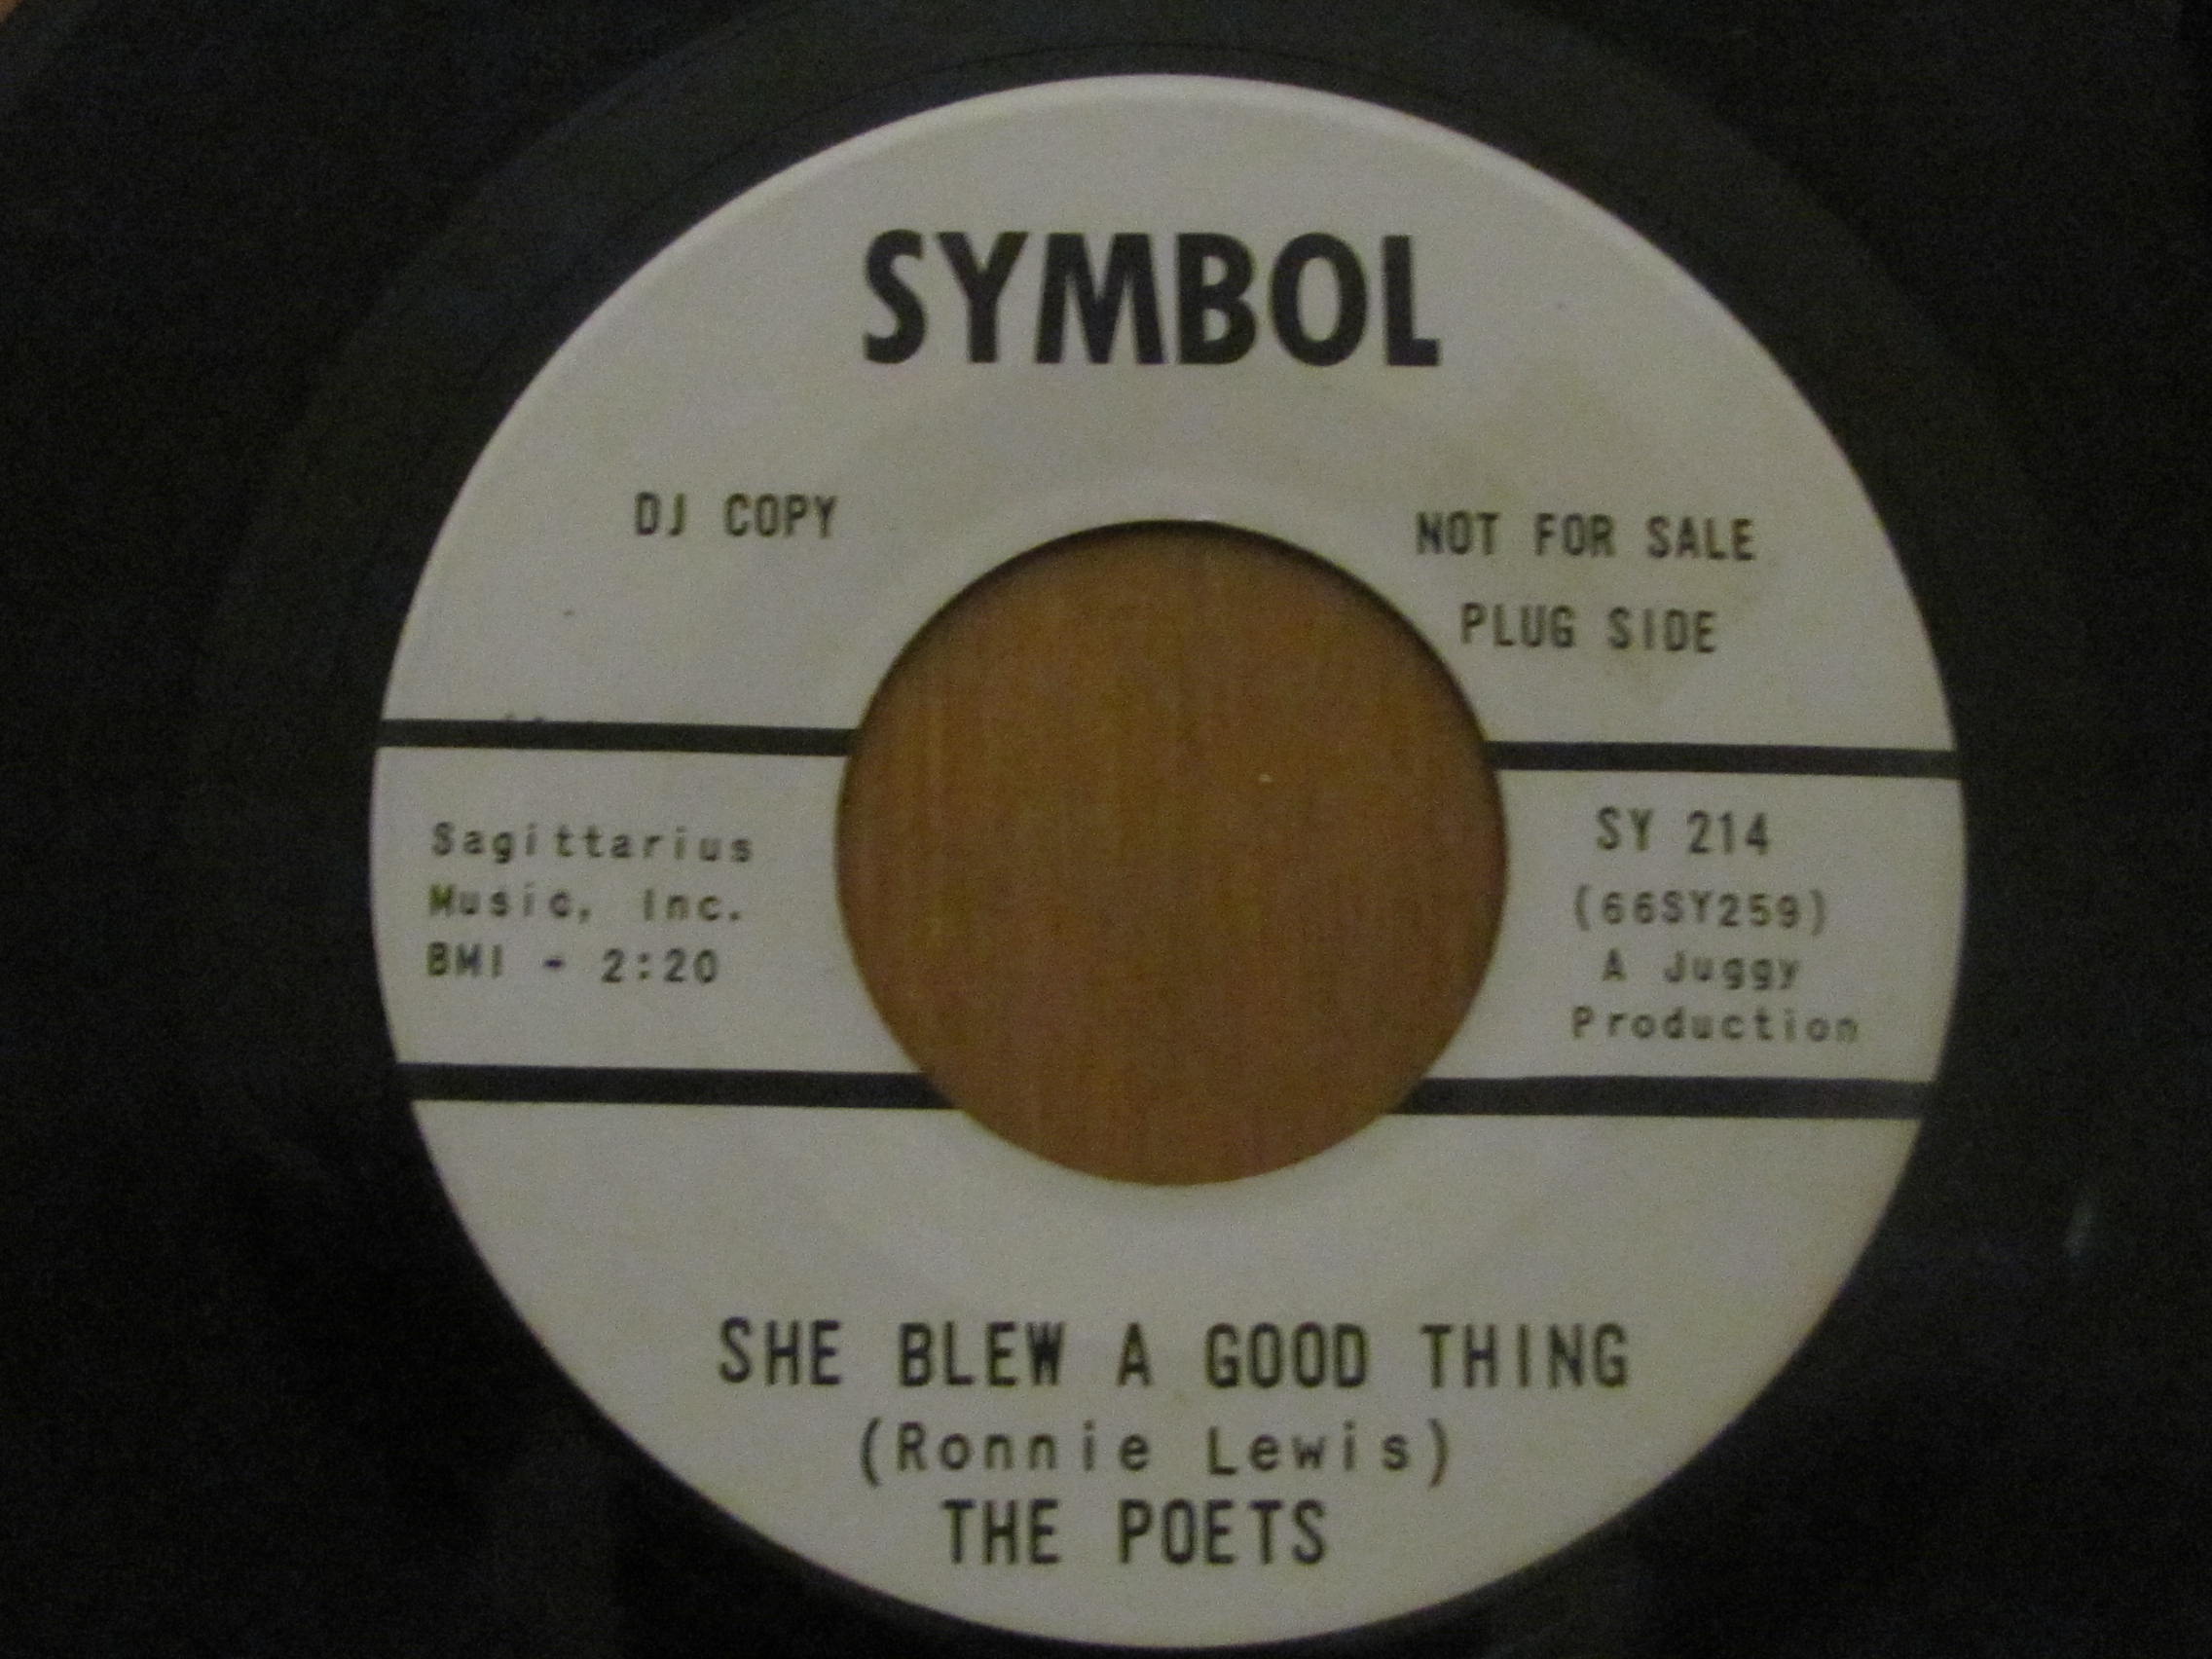 SYMBOL
DJ COPY
NOT FOR SALE
PLUG SIDE
Sagittarius
Music, Inc.
BMI - 2:20
SY 214
(66SY259)
A Juggy
Production
SHE BLEW A GOOD THING
(Ronnie Lewis)
THE POETS